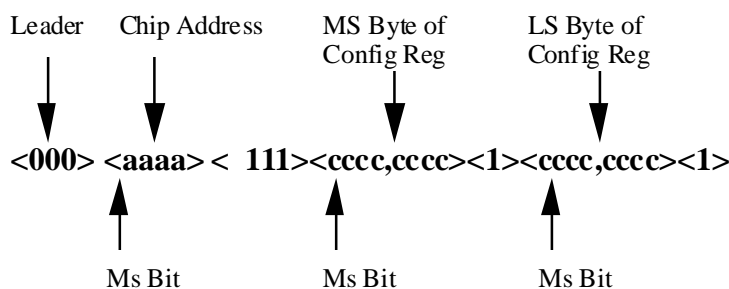 Leader Chip Address MS Byte of LS Byte of
Config Reg Config Reg
<000> <aaaa> < 111><cccc,cccc><1><cccc,cccc><1>
Ms Bit Ms Bit Ms Bit